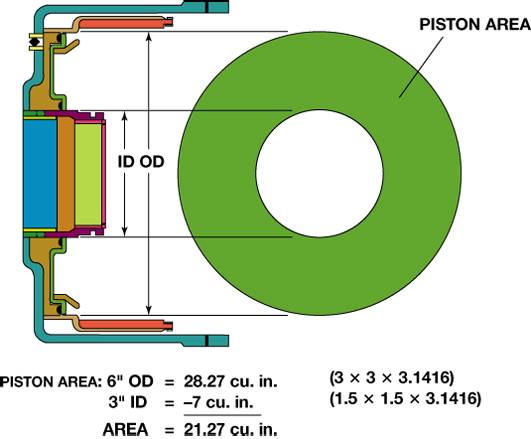 PISTON AREA
ID OD
PISTON AREA: 6" OD = 28.27 cu. in. (3 × 3 × 3.1416)
3" ID = –7 cu. in. (1.5 × 1.5 × 3.1416)
AREA = 21.27 cu. in.